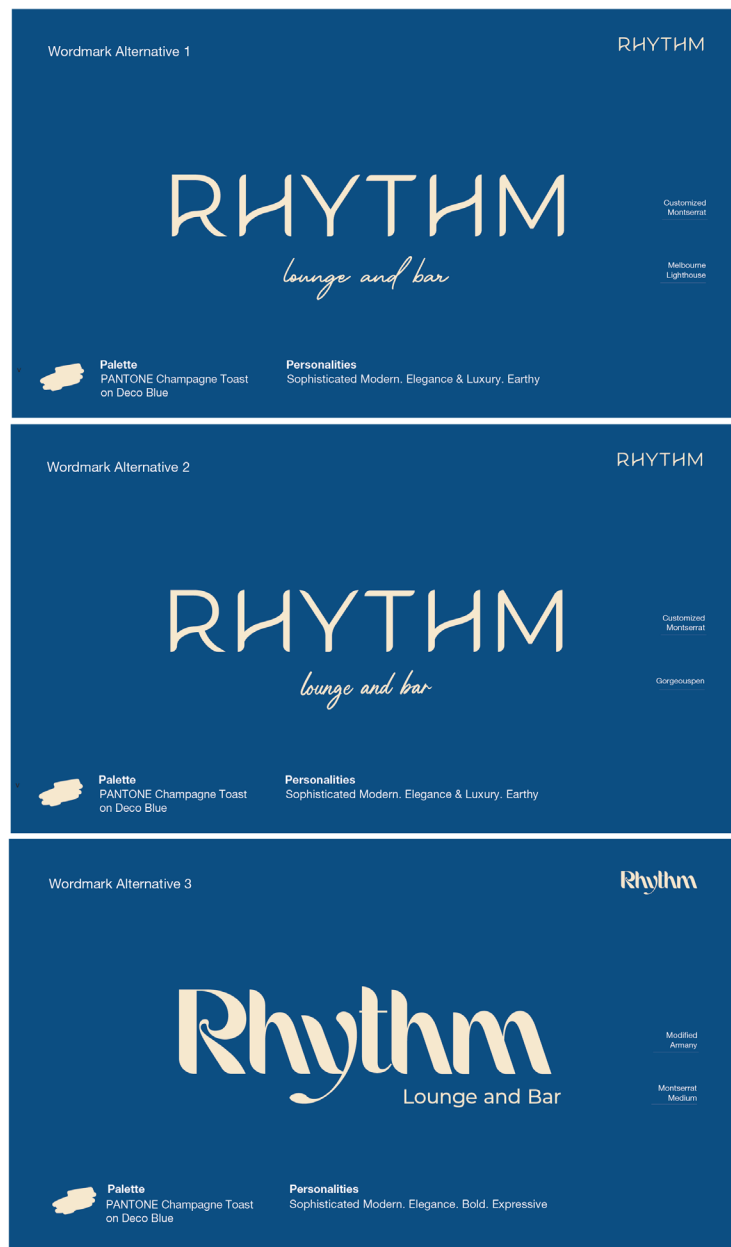 Wordmark Alternative 1
RHYTHM
RHYTHM
lounge and bar
Customized
Montserrat
Melbourne
Lighthouse
Palette
PANTONE Champagne Toast
on Deco Blue
Personalities
Sophisticated Modern. Elegance & Luxury. Earthy
Wordmark Alternative 2
RHYTHM
RHYTHM
lounge and bar
Customized
Montserrat
Gorgeouspen
Palette
PANTONE Champagne Toast
on Deco Blue
Personalities
Sophisticated Modern. Elegance & Luxury. Earthy
Wordmark Alternative 3
Rhythm
Rhythm
Lounge and Bar
Modified
Armany
Montserrat
Medium
Palette
PANTONE Champagne Toast
on Deco Blue
Personalities
Sophisticated Modern. Elegance. Bold. Expressive